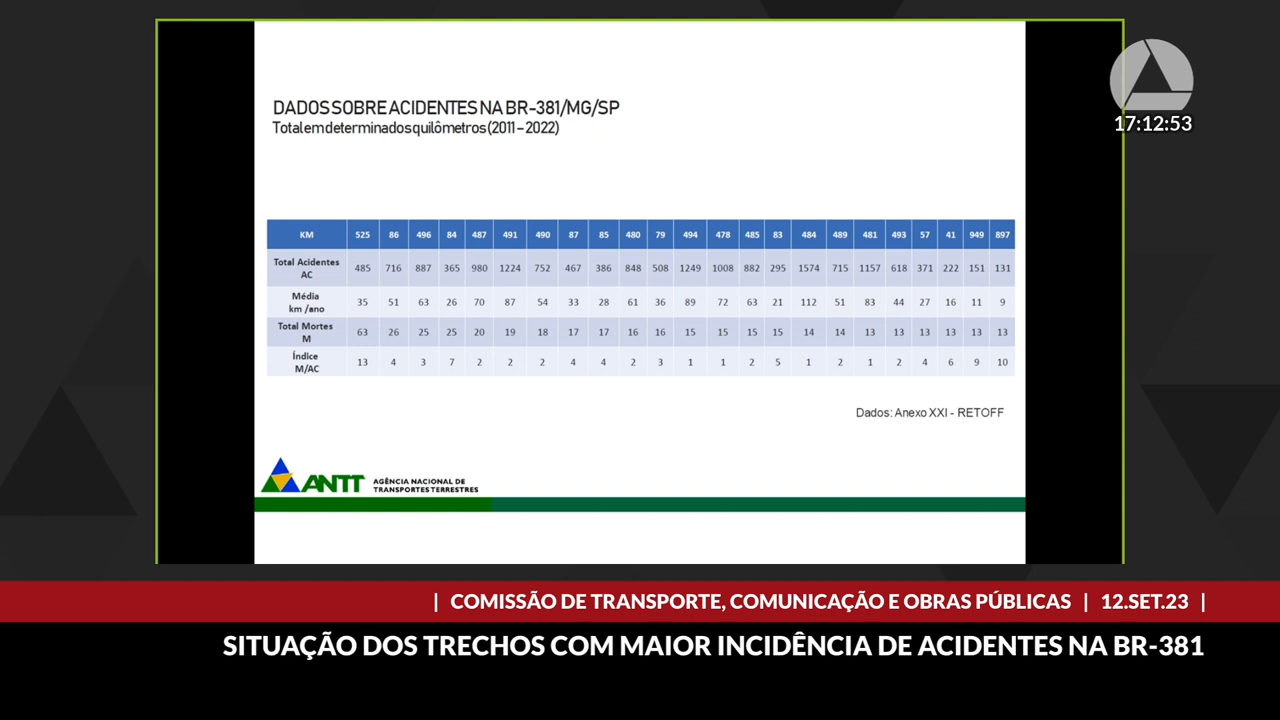 DADOS SOBRE ACIDENTES NA BR-381/MG/SP
Total em determinados quilômetros (2011 – 2022)
17:12:53
KM 525 86 496 84 487 491 490 87 85 480 79 494 478 485 83 484 489 481 493 57 41 949 897
Total Acidentes AC 485 716 887 365 980 1224 752 467 386 848 508 1249 1008 882 295 1574 715 1157 618 371 222 151 131
Média km /ano 35 51 63 26 70 87 54 33 28 61 36 89 72 63 21 112 51 83 44 27 16 11 9
Total Mortes M 63 26 25 25 20 19 18 17 17 16 16 15 15 15 15 14 14 13 13 13 13 13 13
Índice M/AC 13 4 3 7 2 2 2 4 4 2 3 1 1 2 5 1 2 1 2 4 6 9 10
Dados: Anexo XXI - RETOFF
ANTT
AGÊNCIA NACIONAL DE
TRANSPORTES TERRESTRES
| COMISSÃO DE TRANSPORTE, COMUNICAÇÃO E OBRAS PÚBLICAS | 12.SET.23 |
SITUAÇÃO DOS TRECHOS COM MAIOR INCIDÊNCIA DE ACIDENTES NA BR-381